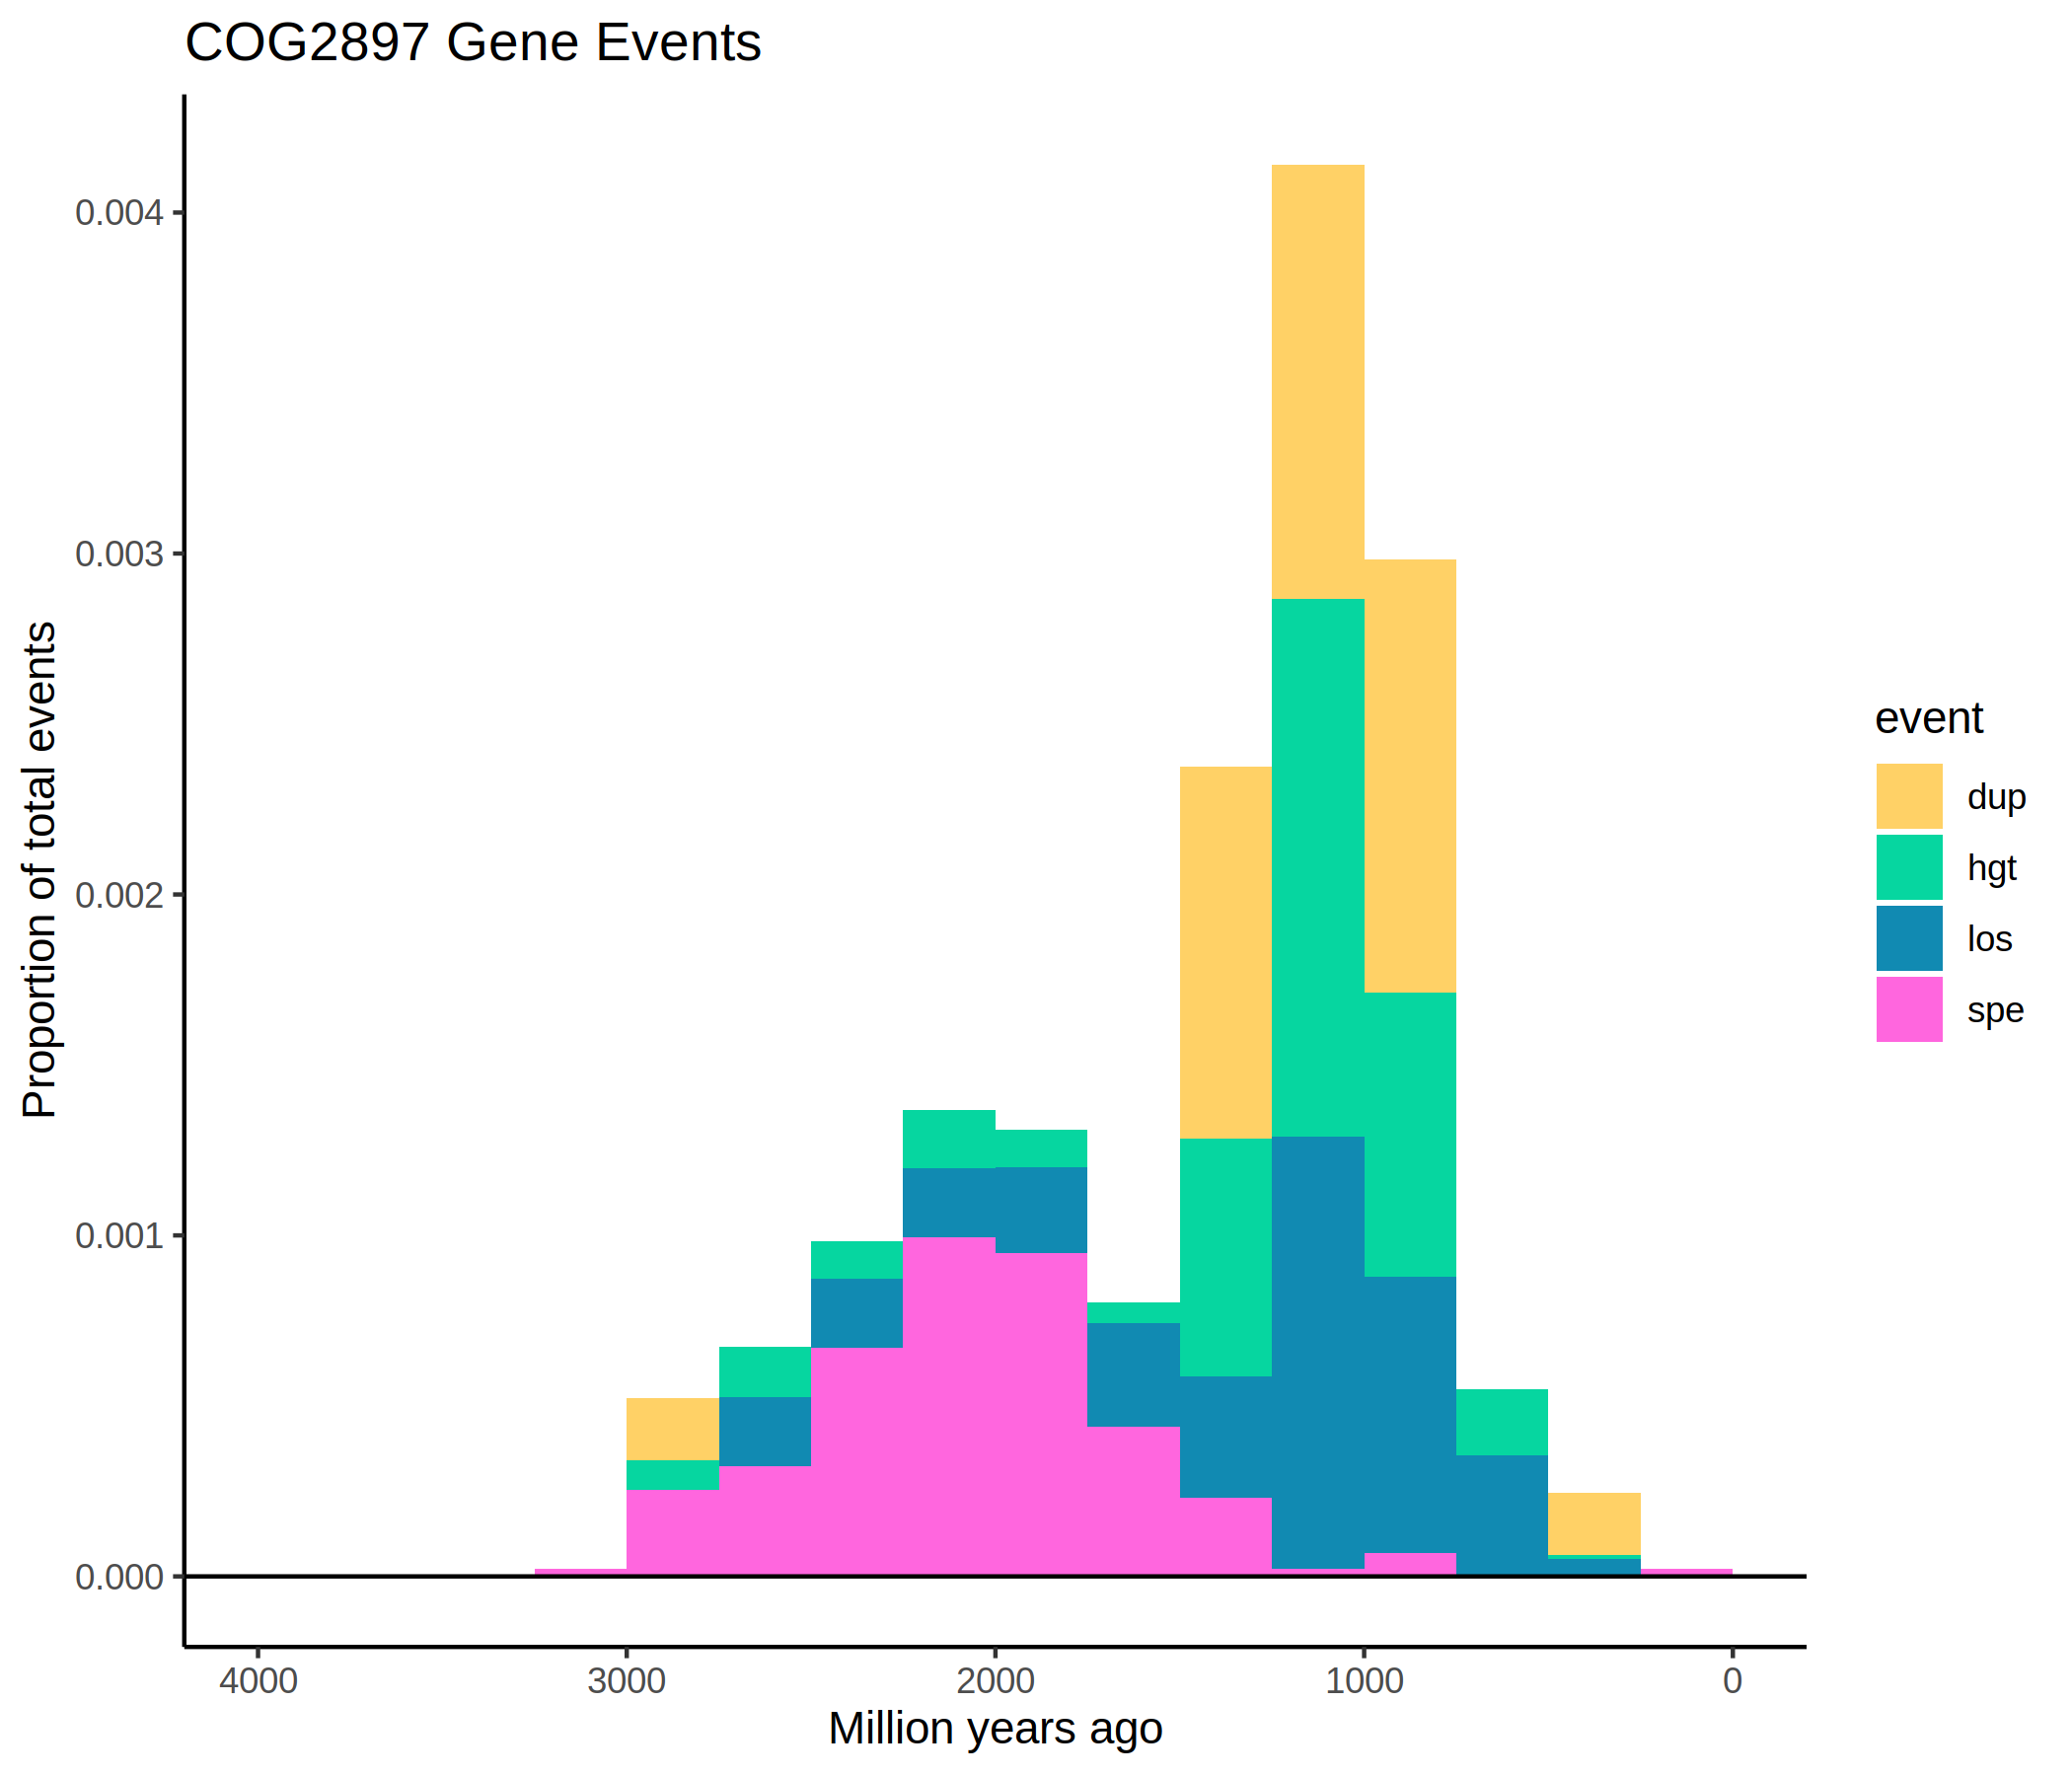 COG2897 Gene Events
Proportion of total events
0.004
0.003
0.002
0.001
0.000
4000 3000 2000 1000 0
Million years ago
event
dup
hgt
los
spe